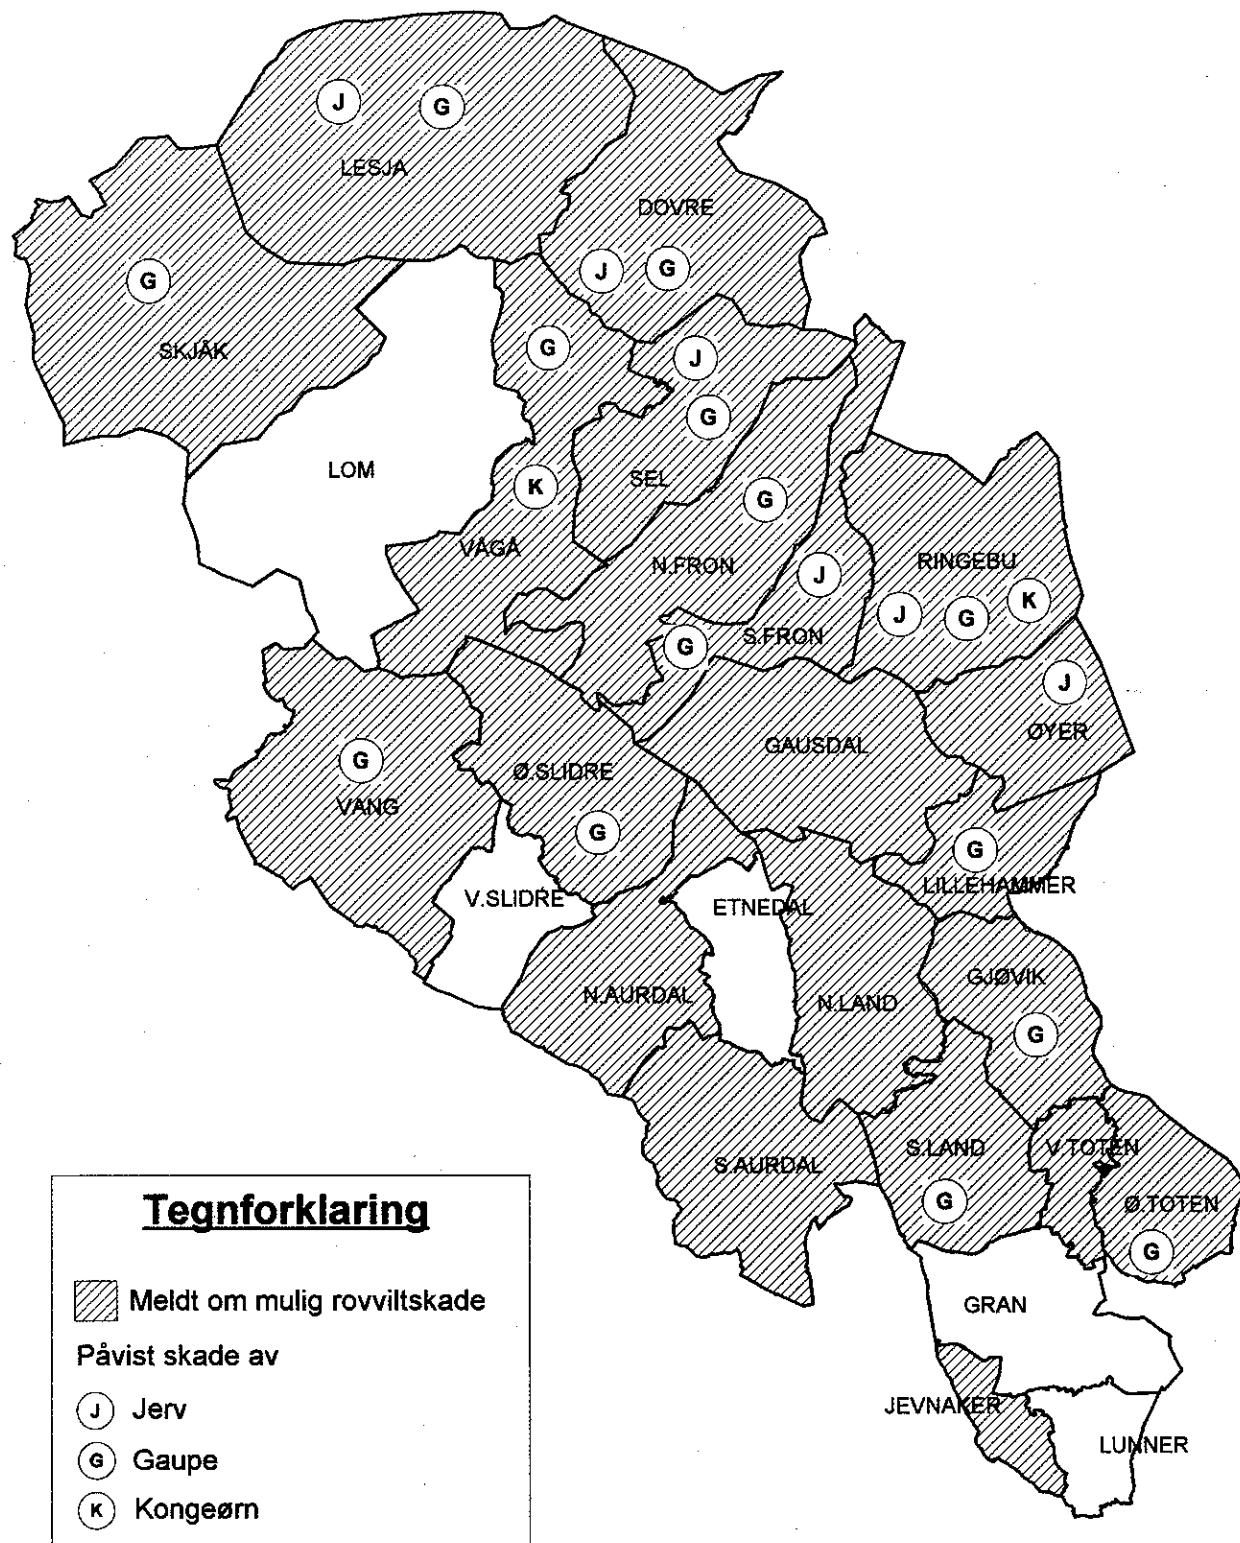 J
G
LESJA
DOVRE
J
G
G
SKJÅK
G
J
G
LOM
SEL
K
G
VÅGÅ
N.FRON
J
RINGEBU
J
G
K
S.FRON
G
J
ØYER
GAUSDAL
G
VANG
Ø.SLIDRE
G
G
LILLEHAMMER
V.SLIDRE
ETNEDAL
GJØVIK
N.AURDAL
N.LAND
G
S.LAND
V.TOTEN
S.AURDAL
G
Ø.TOTEN
G
GRAN
JEVNAKER
LUNNER
Tegnforklaring
Meldt om mulig rovviltskade
Påvist skade av
J Jerv
G Gaupe
K Kongeørn